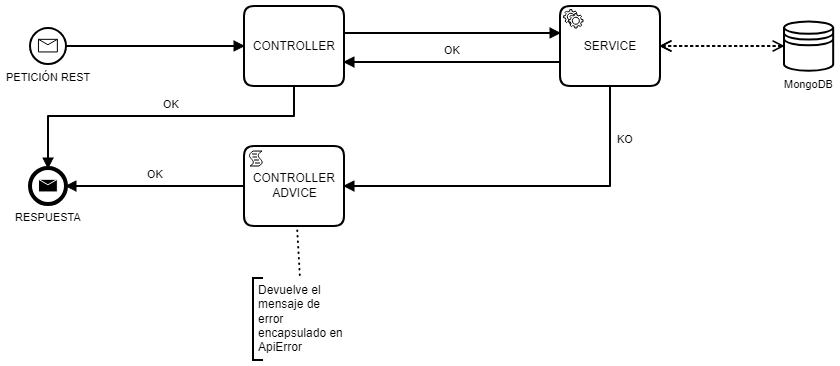 PETICIÓN REST
CONTROLLER
OK
SERVICE
MongoDB
OK
KO
OK
CONTROLLER
ADVICE
RESPUESTA
Devuelve el
mensaje de
error
encapsulado en
ApiError